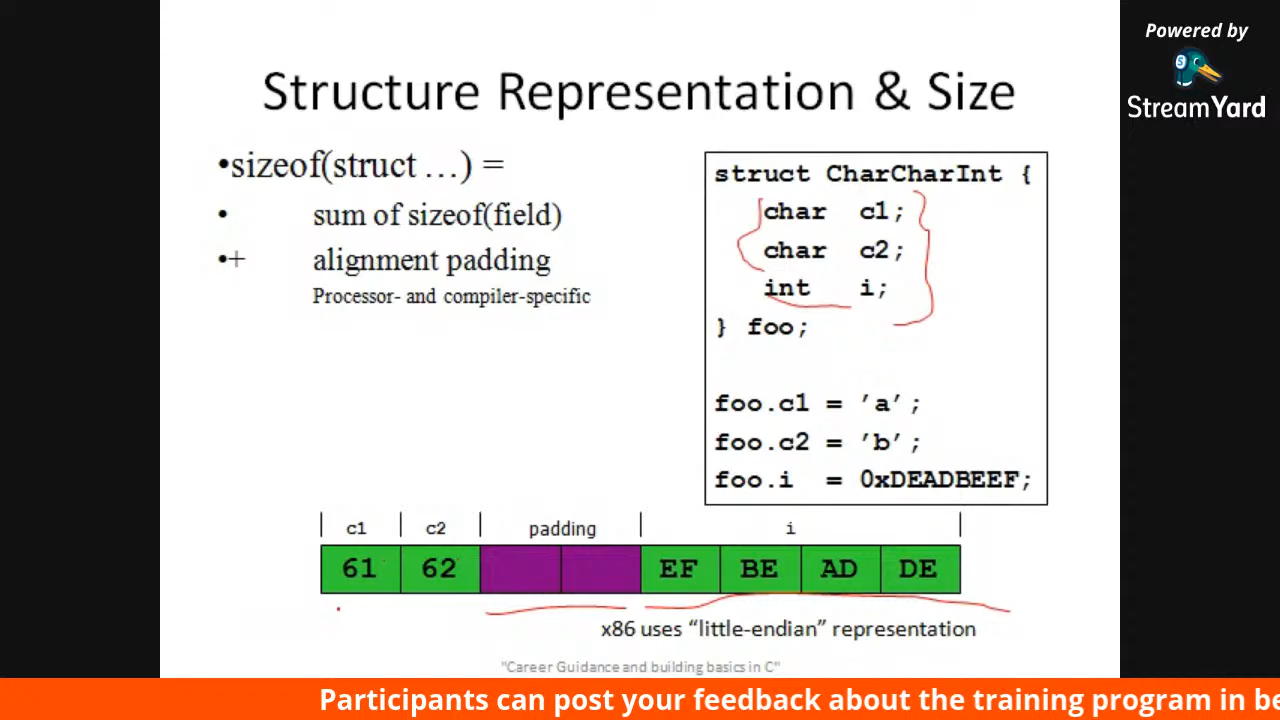 Powered by
StreamYard
Structure Representation & Size
•sizeof(struct …) =
• sum of sizeof(field)
•+ alignment padding
Processor- and compiler-specific
struct CharCharInt {
char c1;
char c2;
int i;
} foo;
foo.c1 = ’a’;
foo.c2 = ’b’;
foo.i = 0xDEADBEEF;
c1 c2 padding i
61 62 EF BE AD DE
x86 uses “little-endian” representation
"Career Guidance and building basics in C"
Participants can post your feedback about the training program in be